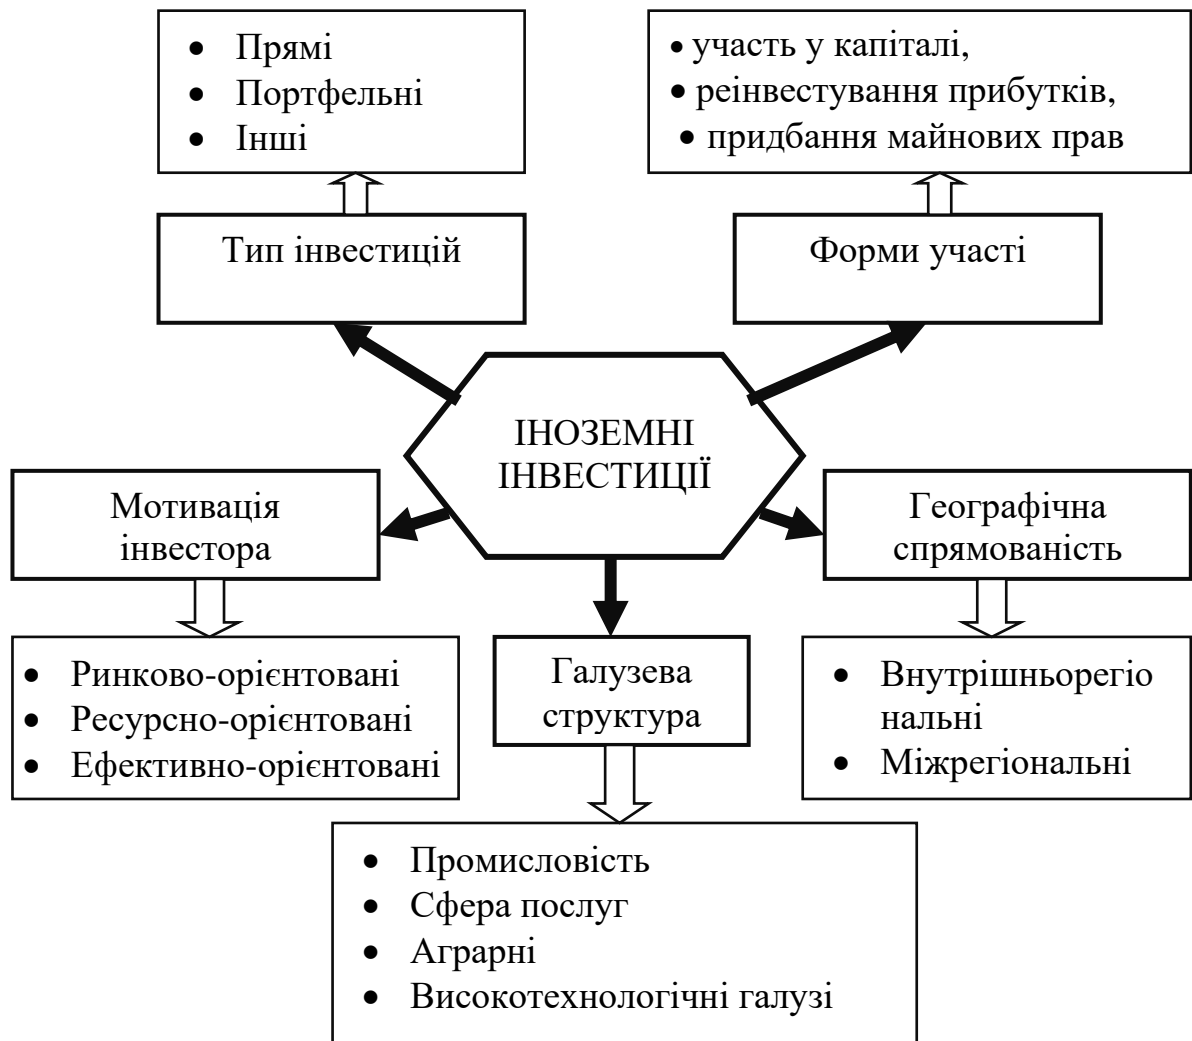 • Прямі
• Портфельні
• Інші
• участь у капіталі,
• реінвестування прибутків,
• придбання майнових прав
Тип інвестицій
Форми участі
ІНОЗЕМНІ
ІНВЕСТИЦІЇ
Мотивація
інвестора
Географічна
спрямованість
• Ринково-орієнтовані
• Ресурсно-орієнтовані
• Ефективно-орієнтовані
Галузева
структура
• Внутрішньорегіо
нальні
• Міжрегіональні
• Промисловість
• Сфера послуг
• Аграрні
• Високотехнологічні галузі